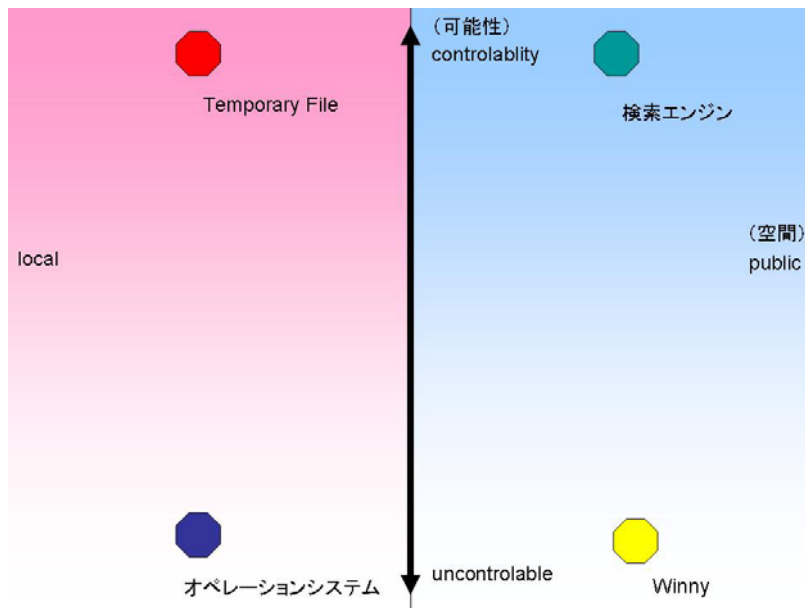 （可能性）
controlablity
Temporary File
検索エンジン
（空間）
local
public
uncontrolable
オペレーションシステム
Winny